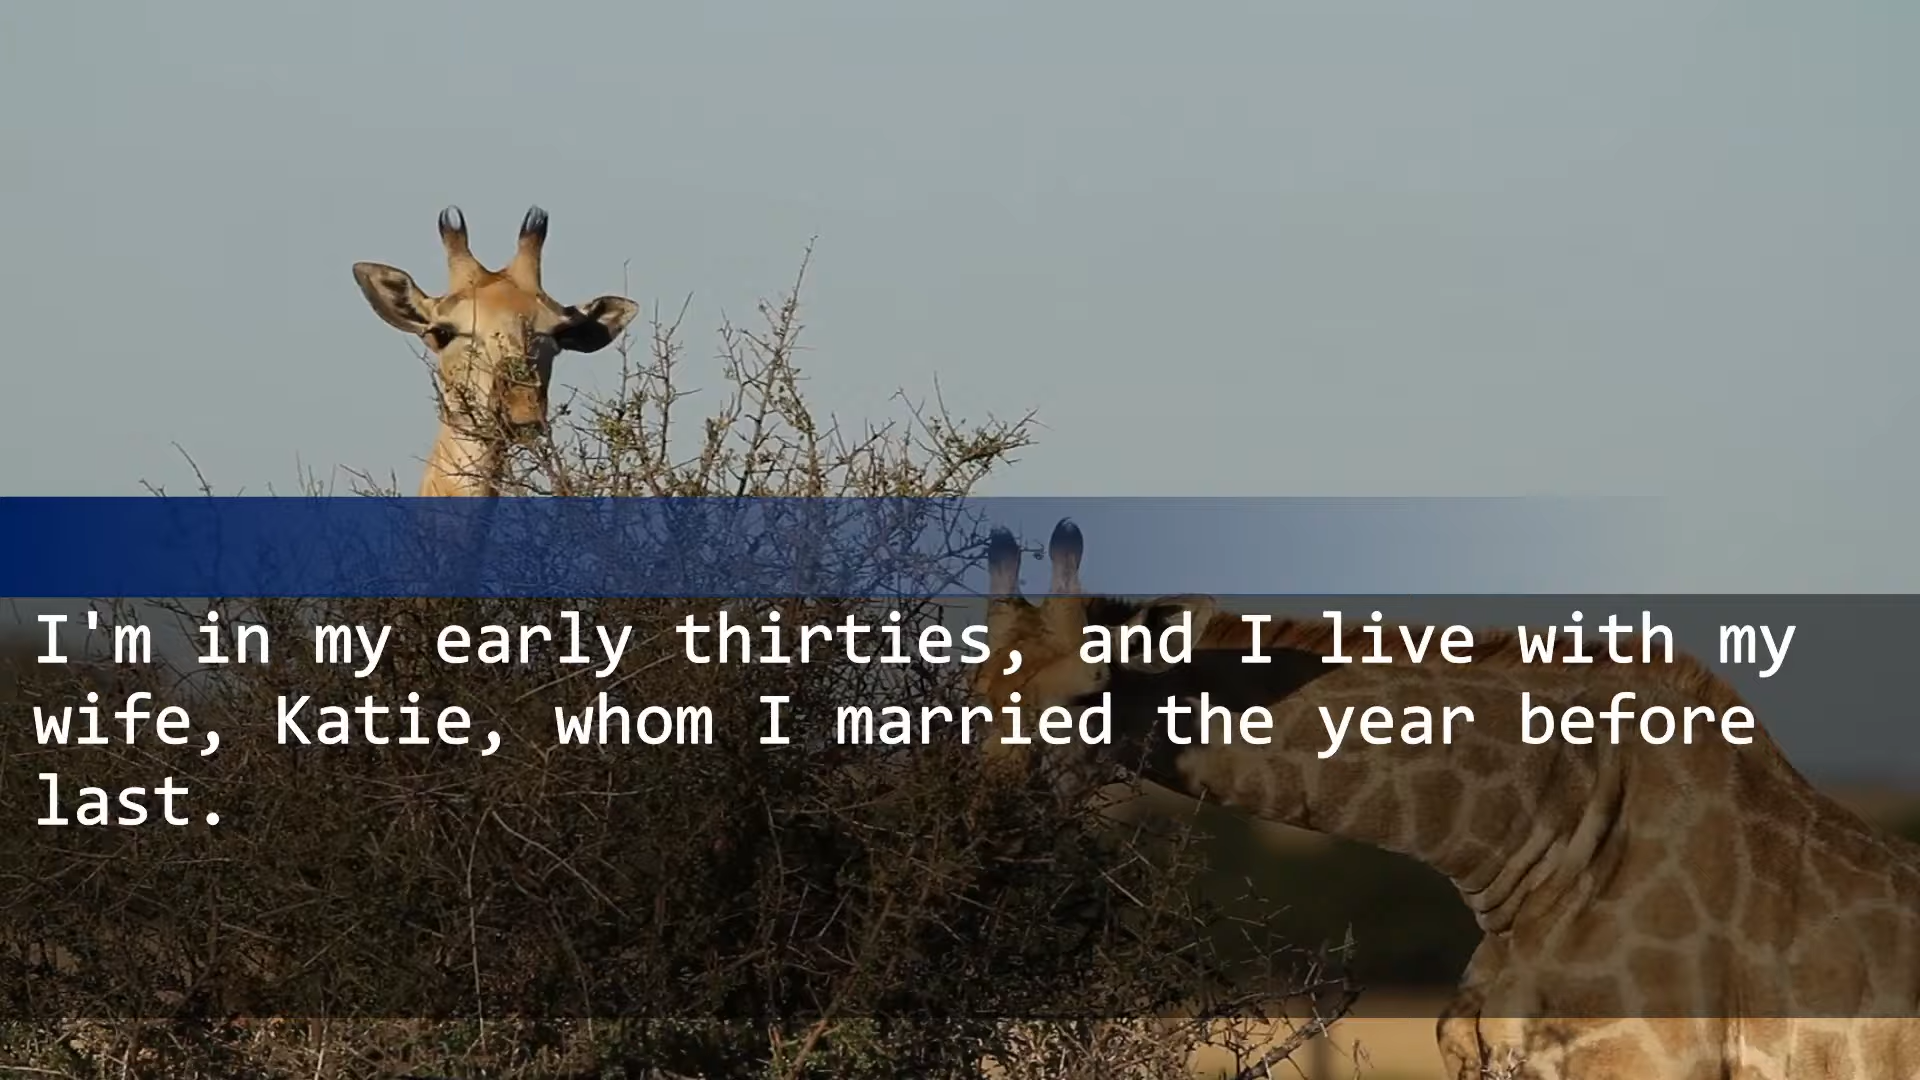 I'm in my early thirties, and I live with my
wife, Katie, whom I married the year before
last.